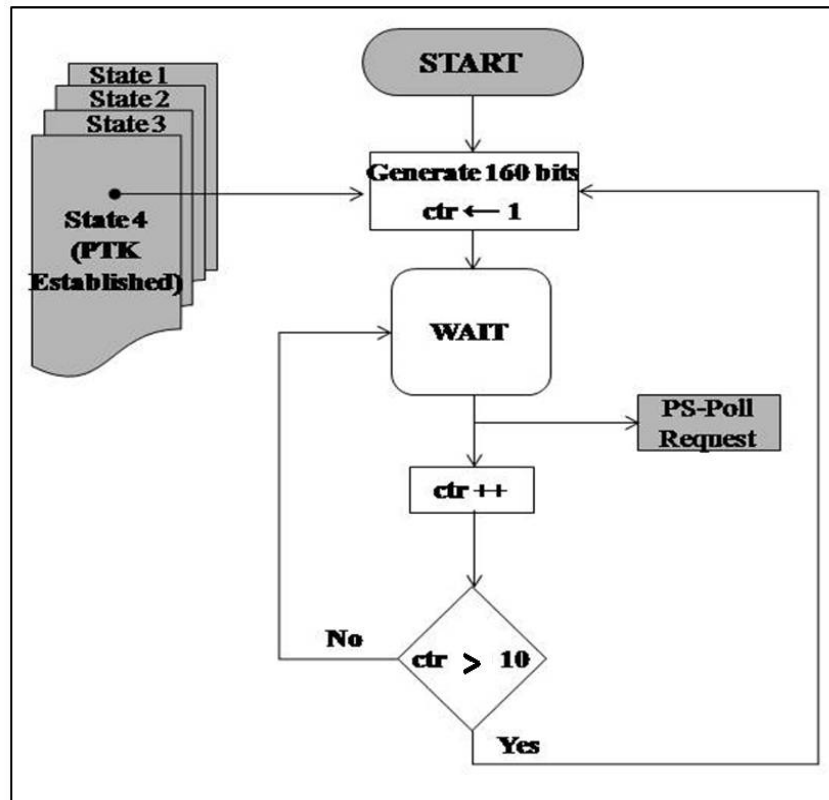 START
State 1
State 2
State 3
State 4
(PTK
Established)
Generate 160 bits
ctr ← 1
WAIT
PS-Poll
Request
ctr ++
ctr > 10
No
Yes